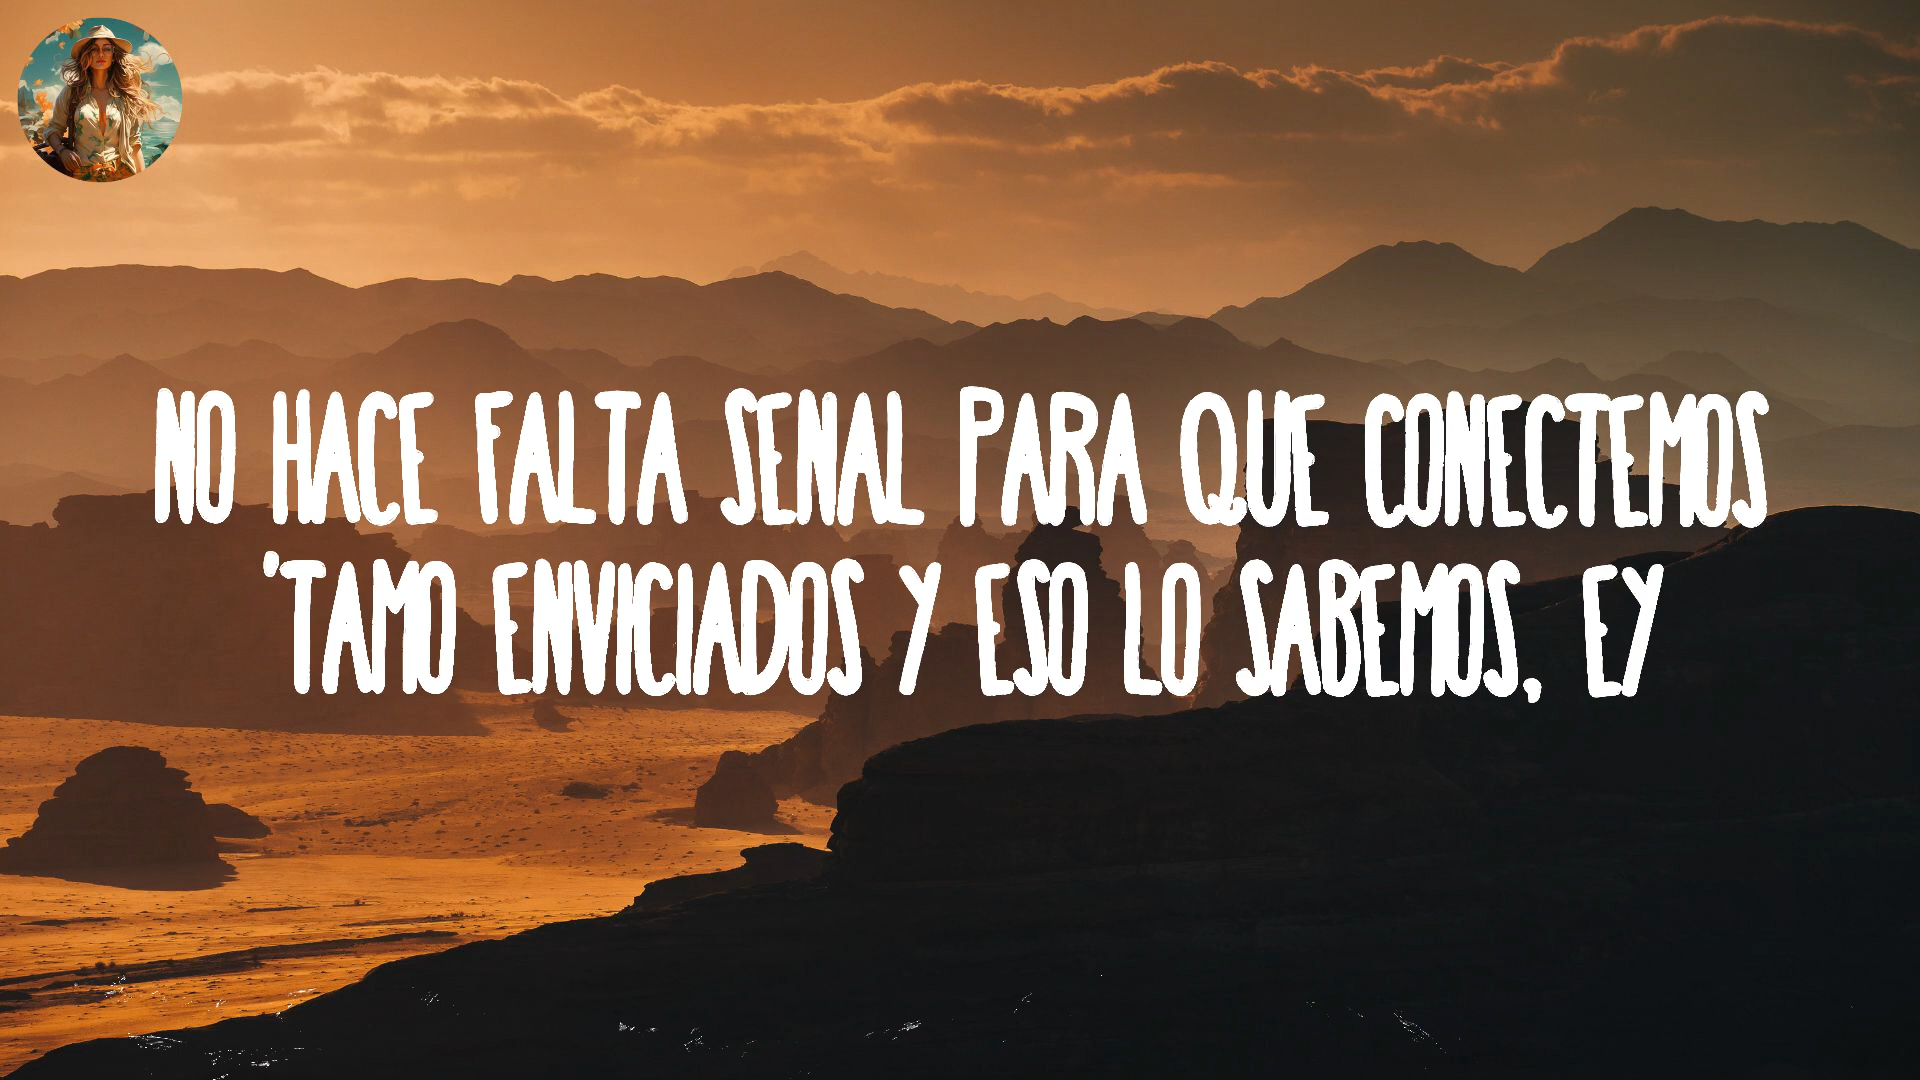 NO HACE FALTA SENAL PARA QUE CONECTEMOS
'TAMO ENVICIADOS Y ESO LO SABEMOS, EY